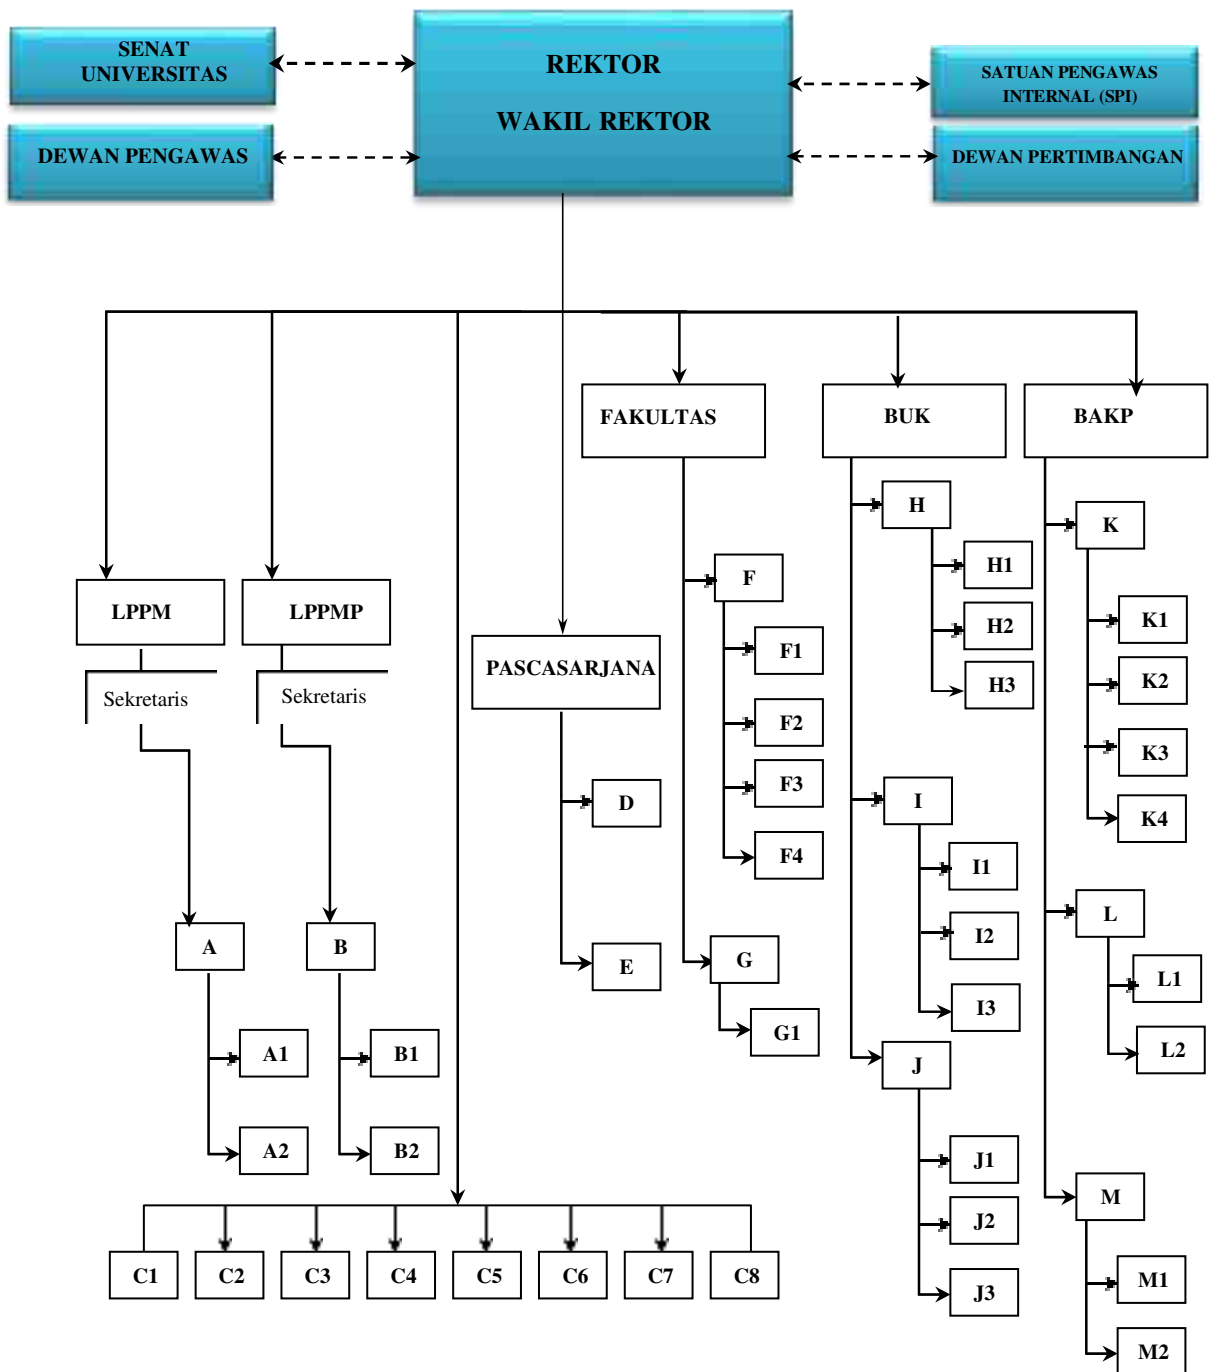 SENAT
UNIVERSITAS
REKTOR
WAKIL REKTOR
SATUAN PENGAWAS
INTERNAL (SPI)
DEWAN PENGAWAS
DEWAN PERTIMBANGAN
FAKULTAS
BUK
BAKP
LPPM
LPPMP
PASCASARJANA
Sekretaris
Sekretaris
A
A1
A2
B
B1
B2
C1
C2
C3
C4
C5
C6
C7
C8
D
E
F
F1
F2
F3
F4
G
G1
H
H1
H2
H3
I
I1
I2
I3
J
J1
J2
J3
K
K1
K2
K3
K4
L
L1
L2
M
M1
M2